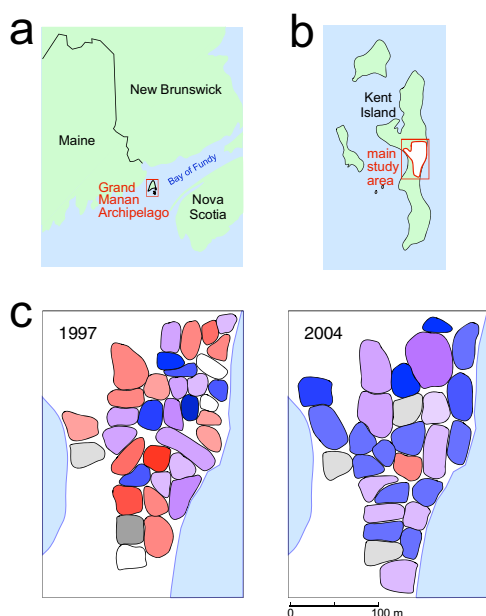 a
New Brunswick
Maine
Bay of Fundy
Grand
Manan
Archipelago
Nova
Scotia
b
Kent
Island
main
study
area
c
1997
2004
0 100 m